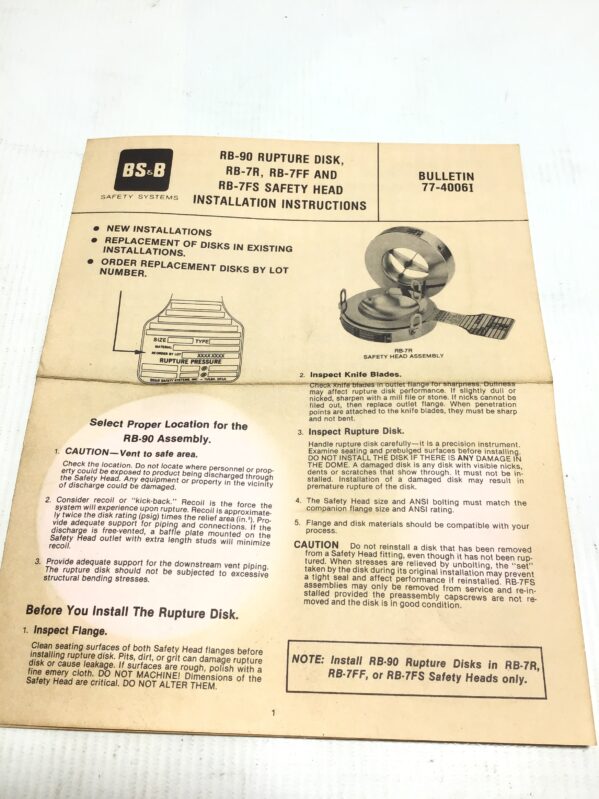 BS&B
SAFETY SYSTEMS
RB-90 RUPTURE DISK,
RB-7R, RB-7FF AND
RB-7FS SAFETY HEAD
INSTALLATION INSTRUCTIONS
BULLETIN
77-4006I
● NEW INSTALLATIONS
● REPLACEMENT OF DISKS IN EXISTING
INSTALLATIONS.
● ORDER REPLACEMENT DISKS BY LOT
NUMBER.
SIZE TYPE
MATERIAL
RE-ORDER BY LOT XXXXXXXX
RUPTURE PRESSURE
RB-7R
SAFETY HEAD ASSEMBLY
Select Proper Location for the
RB-90 Assembly.
1. CAUTION—Vent to safe area.
Check the location. Do not locate where personnel or prop-
erty could be exposed to product being discharged through
the Safety Head. Any equipment or property in the vicinity
of discharge could be damaged.
2. Consider recoil or "kick-back." Recoil is the force the
system will experience upon rupture. Recoil is approximate-
ly twice the disk rating (psig) times the relief area (in.²). Pro-
vide adequate support for piping and connections. If the
discharge is free-vented, a baffle plate mounted on the
Safety Head outlet with extra length studs will minimize
recoil.
3. Provide adequate support for the downstream vent piping.
The rupture disk should not be subjected to excessive
structural bending stresses.
Before You Install The Rupture Disk.
1. Inspect Flange.
Clean seating surfaces of both Safety Head flanges before
installing rupture disk. Pits, dirt, or grit can damage rupture
disk or cause leakage. If surfaces are rough, polish with a
fine emery cloth. DO NOT MACHINE! Dimensions of the
Safety Head are critical. DO NOT ALTER THEM.
2. Inspect Knife Blades.
Check knife blades in outlet flange for sharpness. Dullness
may affect rupture disk performance. If slightly dull or
nicked, sharpen with a mill file or stone. If nicks cannot be
filed out, then replace outlet flange. When penetration
points are attached to the knife blades, they must be sharp
and not bent.
3. Inspect Rupture Disk.
Handle rupture disk carefully—it is a precision instrument.
Examine seating and prebulged surfaces before installing.
DO NOT INSTALL THE DISK IF THERE IS ANY DAMAGE IN
THE DOME. A damaged disk is any disk with visible nicks,
dents or scratches that show through. It must not be in-
stalled. Installation of a damaged disk may result in
premature rupture of the disk.
4. The Safety Head size and ANSI bolting must match the
companion flange size and ANSI rating.
5. Flange and disk materials should be compatible with your
process.
CAUTION Do not reinstall a disk that has been removed
from a Safety Head fitting, even though it has not been rup-
tured. When stresses are relieved by unbolting, the "set"
taken by the disk during its original installation may prevent
a tight seal and affect performance if reinstalled. RB-7FS
assemblies may only be removed from service and re-in-
stalled provided the preassembly capscrews are not re-
moved and the disk is in good condition.
NOTE: Install RB-90 Rupture Disks in RB-7R,
RB-7FF, or RB-7FS Safety Heads only.
1